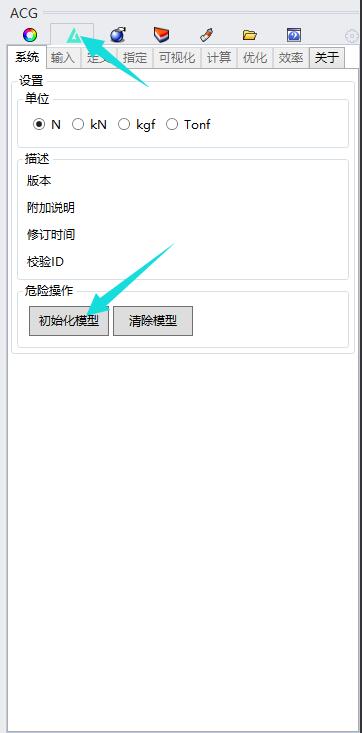 ACG
系统 输入 定义 指定 可视化 计算 优化 效率 关于
设置
单位
N kN kgf Tonf
描述
版本
附加说明
修订时间
校验ID
危险操作
初始化模型 清除模型